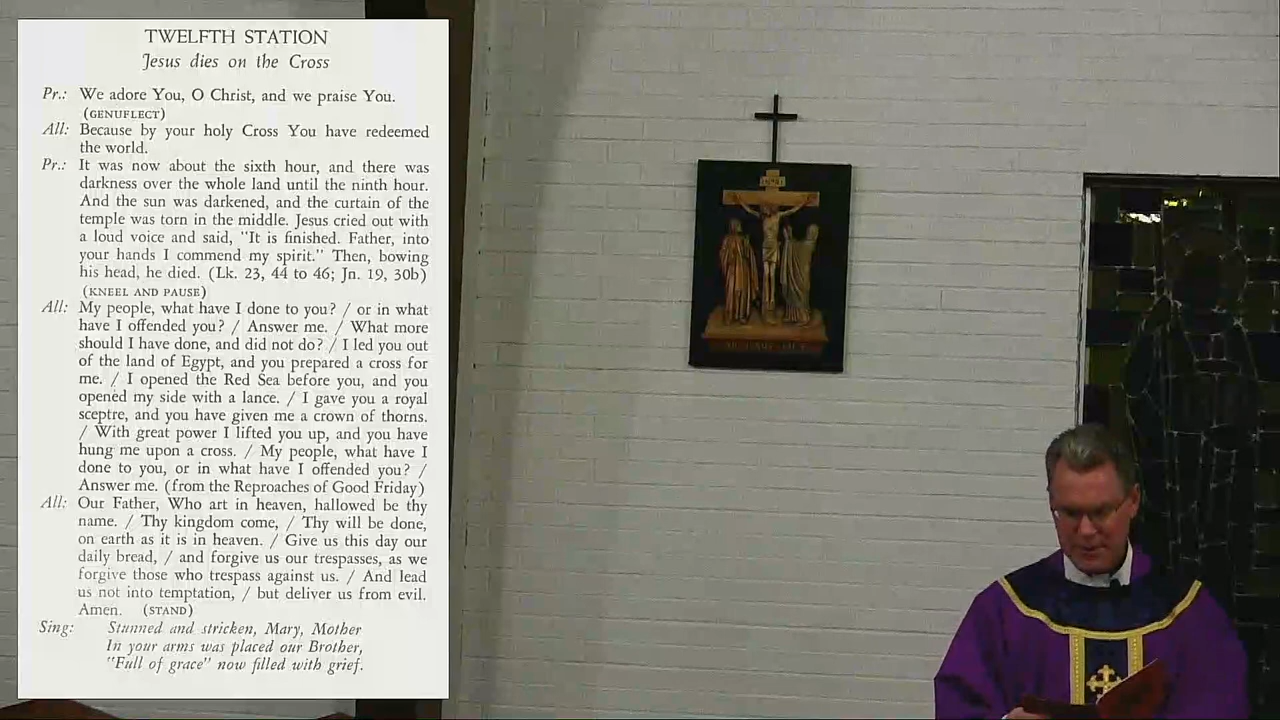 TWELFTH STATION
Jesus dies on the Cross
Pr.: We adore You, O Christ, and we praise You.
(GENUFLECT)
All: Because by your holy Cross You have redeemed
the world.
Pr.: It was now about the sixth hour, and there was
darkness over the whole land until the ninth hour.
And the sun was darkened, and the curtain of the
temple was torn in the middle. Jesus cried out with
a loud voice and said, "It is finished. Father, into
your hands I commend my spirit." Then, bowing
his head, he died. (Lk. 23, 44 to 46; Jn. 19, 30b)
(KNEEL AND PAUSE)
All: My people, what have I done to you? / or in what
have I offended you? / Answer me. / What more
should I have done, and did not do? / I led you out
of the land of Egypt, and you prepared a cross for
me. / I opened the Red Sea before you, and you
opened my side with a lance. / I gave you a royal
sceptre, and you have given me a crown of thorns.
/ With great power I lifted you up, and you have
hung me upon a cross. / My people, what have I
done to you, or in what have I offended you? /
Answer me. (from the Reproaches of Good Friday)
All: Our Father, Who art in heaven, hallowed be thy
name. / Thy kingdom come, / Thy will be done,
on earth as it is in heaven. / Give us this day our
daily bread, / and forgive us our trespasses, as we
forgive those who trespass against us. / And lead
us not into temptation, / but deliver us from evil.
Amen. (STAND)
Sing: Stunned and stricken, Mary, Mother
In your arms was placed our Brother,
"Full of grace" now filled with grief.